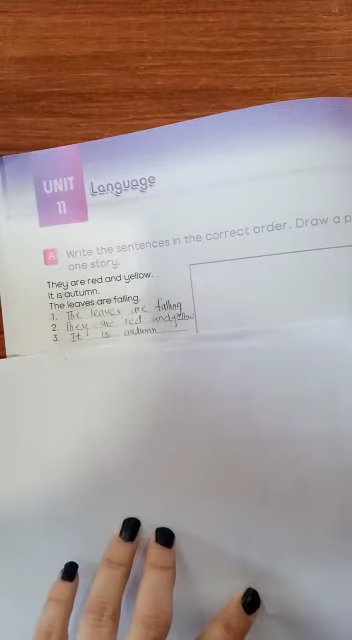 UNIT
11
Language
A Write the sentences in the correct order. Draw a p
one story.
They are red and yellow.
It is autumn.
The leaves are falling.
1. The leaves are falling
2. They are red and yellow
3. It is autumn